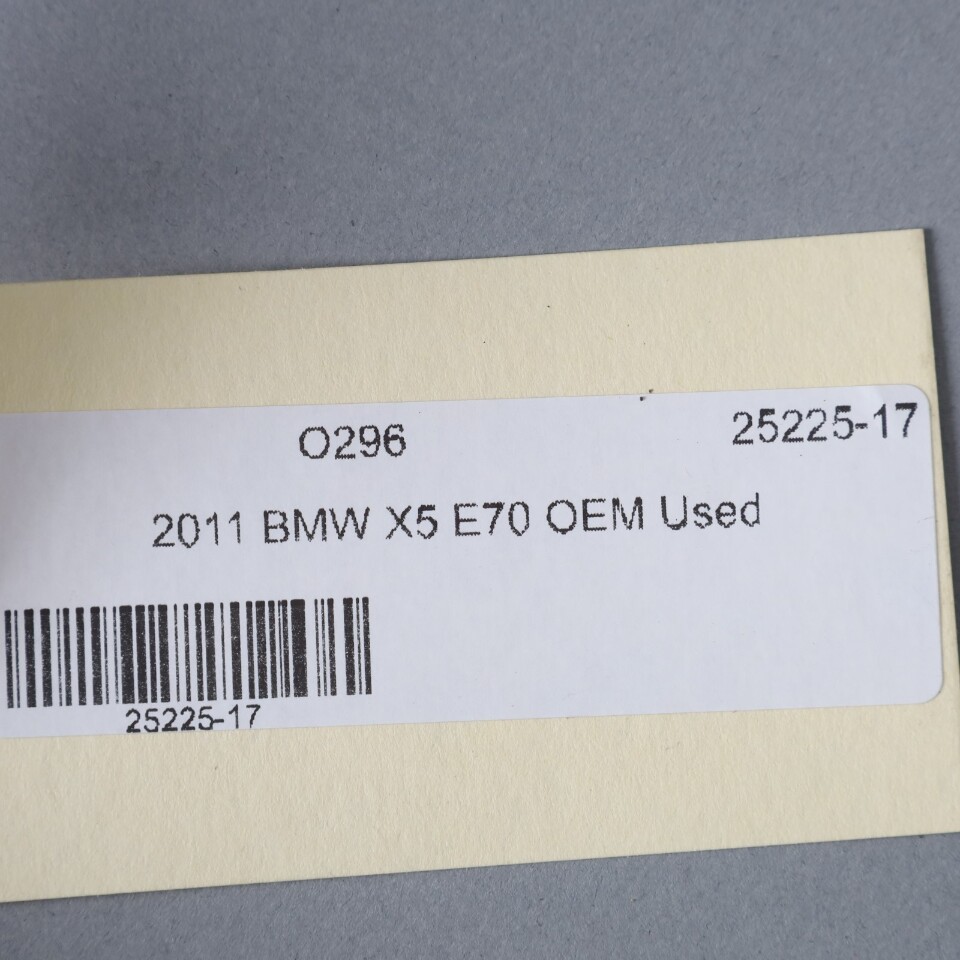 O296 25225-17
2011 BMW X5 E70 OEM Used
25225-17